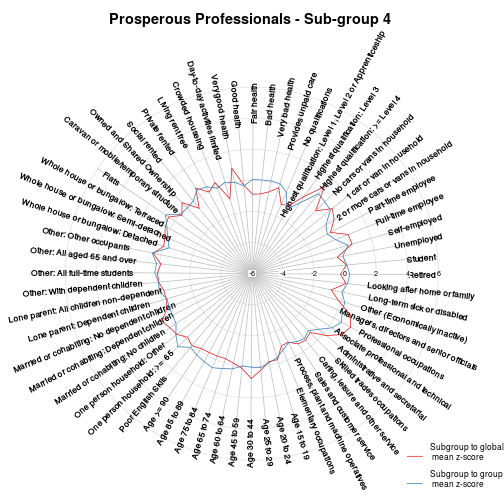 Prosperous Professionals - Sub-group 4
Fair health
Bad health
Very bad health
Provides unpaid care
No qualifications
Highest qualification: Level 1, Level 2 or Apprenticeship
Highest qualification: Level 3
Highest qualification: >= Level 4
No cars or vans in household
1 car or van in household
2 or more cars or vans in household
Part-time employee
Full-time employee
Self-employed
Unemployed
Student
Retired
Looking after home or family
Long-term sick or disabled
Other (Economically inactive)
Managers, directors and senior officials
Professional occupations
Associate professional and technical
Administrative and secretarial
Skilled trades occupations
Caring, leisure and other service
Sales and customer service
Process, plant and machine operatives
Elementary occupations
Age 15 to 19
Age 20 to 24
Age 25 to 29
Age 30 to 44
Age 45 to 59
Age 60 to 64
Age 65 to 74
Age 75 to 84
Age 85 to 89
Age >= 90
Poor English Skills
One person household: >= 65
One person household: Other
Married or cohabiting: No children
Married or cohabiting: Dependent children
Married or cohabiting: No dependent children
Lone parent: Dependent children
Lone parent: All children non-dependent
Other: With dependent children
Other: All full-time students
Other: All aged 65 and over
Other: Other occupants
Whole house or bungalow: Detached
Whole house or bungalow: Semi-detached
Whole house or bungalow: Terraced
Flats
Caravan or mobile/temporary structure
Owned and Shared Ownership
Social rented
Private rented
Living rent free
Crowded housing
Day-to-day activities limited
Very good health
Good health
-6 -4 -2 0 2 4 6
Subgroup to global
mean z-score
Subgroup to group
mean z-score